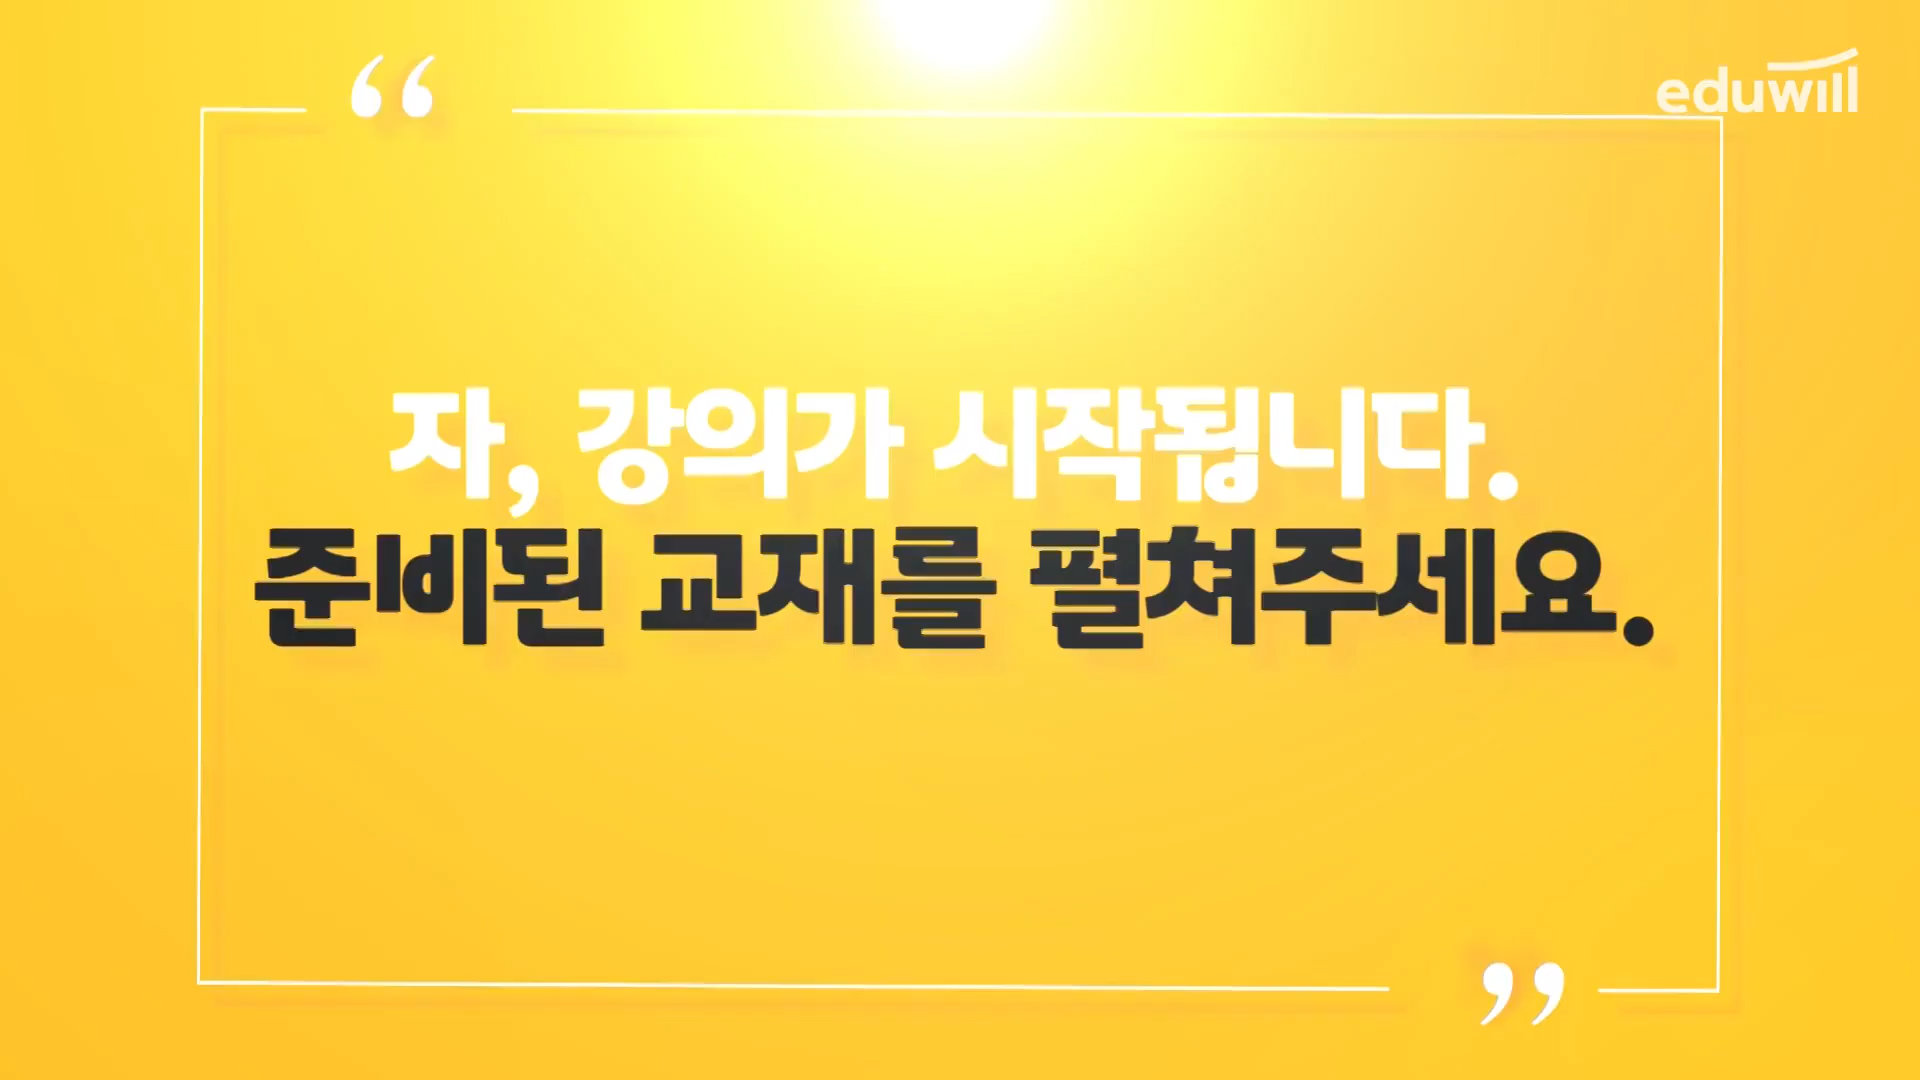 eduwill
“
자, 강의가 시작됩니다.
준비된 교재를 펼쳐주세요.
”